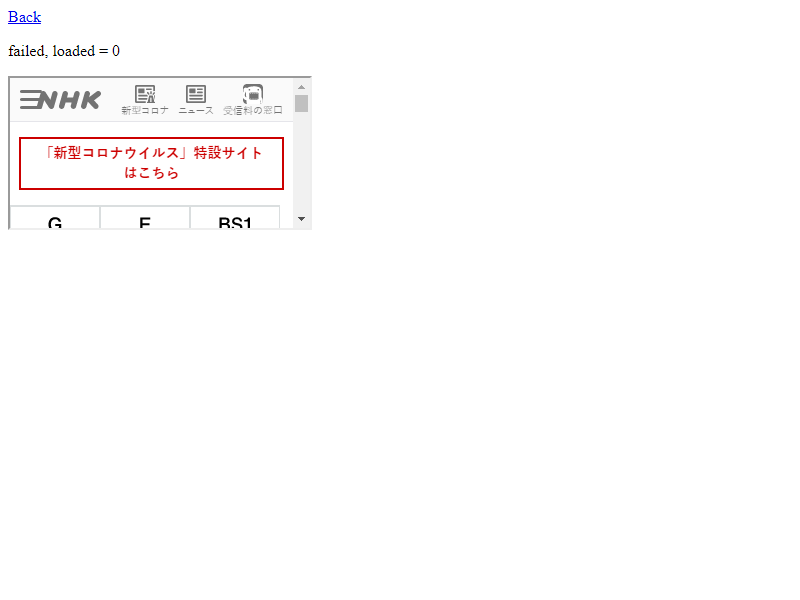 Back
failed, loaded = 0
NHK
新型コロナ ニュース 受信料の窓口
「新型コロナウイルス」特設サイト
はこちら
G E BS1